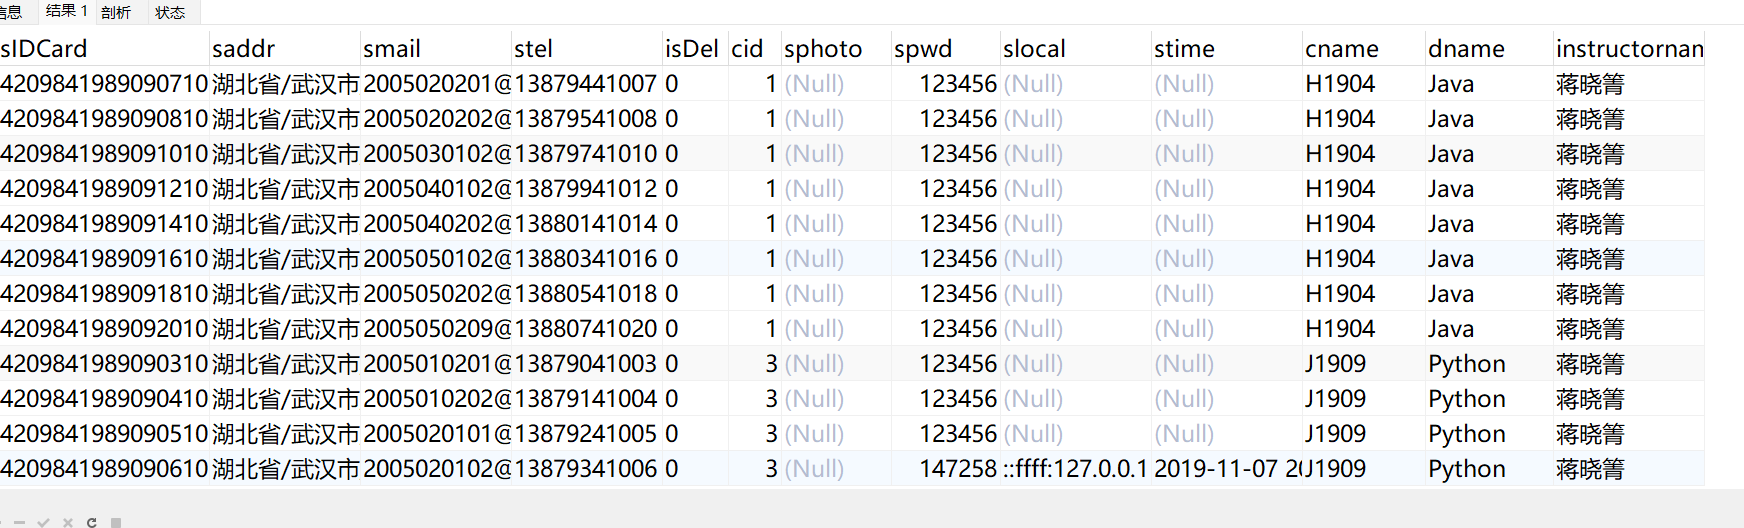 信息 结果 1 剖析 状态
sIDCard saddr smail stel isDel cid sphoto spwd slocal stime cname dname instructornam
4209841989090710 湖北省/武汉市 2005020201@ 13879441007 0 1 (Null) 123456 (Null) (Null) H1904 Java 蒋晓箐
4209841989090810 湖北省/武汉市 2005020202@ 13879541008 0 1 (Null) 123456 (Null) (Null) H1904 Java 蒋晓箐
4209841989091010 湖北省/武汉市 2005030102@ 13879741010 0 1 (Null) 123456 (Null) (Null) H1904 Java 蒋晓箐
4209841989091210 湖北省/武汉市 2005040102@ 13879941012 0 1 (Null) 123456 (Null) (Null) H1904 Java 蒋晓箐
4209841989091410 湖北省/武汉市 2005040202@ 13880141014 0 1 (Null) 123456 (Null) (Null) H1904 Java 蒋晓箐
4209841989091610 湖北省/武汉市 2005050102@ 13880341016 0 1 (Null) 123456 (Null) (Null) H1904 Java 蒋晓箐
4209841989091810 湖北省/武汉市 2005050202@ 13880541018 0 1 (Null) 123456 (Null) (Null) H1904 Java 蒋晓箐
4209841989092010 湖北省/武汉市 2005050209@ 13880741020 0 1 (Null) 123456 (Null) (Null) H1904 Java 蒋晓箐
4209841989090310 湖北省/武汉市 2005010201@ 13879041003 0 3 (Null) 123456 (Null) (Null) J1909 Python 蒋晓箐
4209841989090410 湖北省/武汉市 2005010202@ 13879141004 0 3 (Null) 123456 (Null) (Null) J1909 Python 蒋晓箐
4209841989090510 湖北省/武汉市 2005020101@ 13879241005 0 3 (Null) 123456 (Null) (Null) J1909 Python 蒋晓箐
4209841989090610 湖北省/武汉市 2005020102@ 13879341006 0 3 (Null) 147258 ::ffff:127.0.0.1 2019-11-07 20 J1909 Python 蒋晓箐